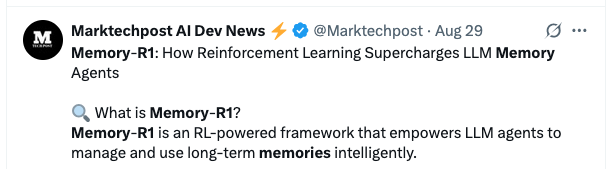 Marktechpost AI Dev News ⚡ @Marktechpost · Aug 29
Memory-R1: How Reinforcement Learning Supercharges LLM Memory
Agents
🔍 What is Memory-R1?
Memory-R1 is an RL-powered framework that empowers LLM agents to
manage and use long-term memories intelligently.
M
TECHPOST